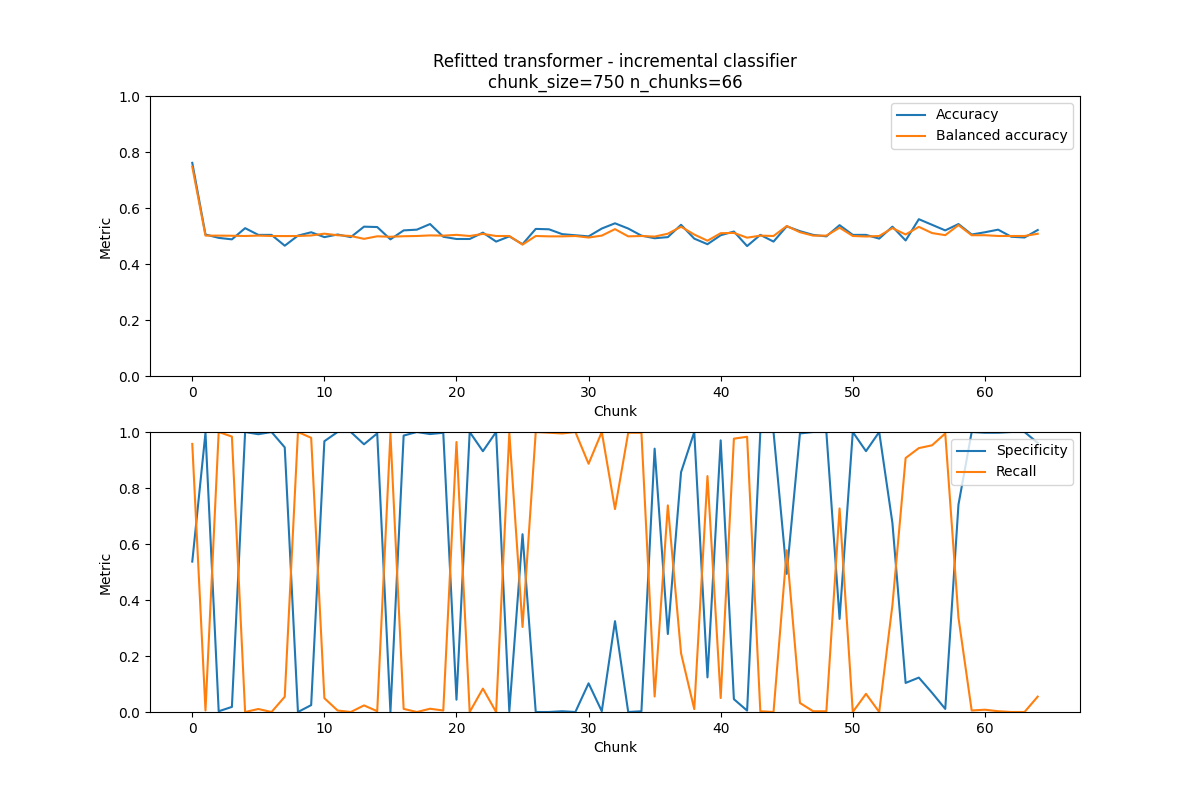 Refitted transformer - incremental classifier
chunk_size=750 n_chunks=66
1.0
0.8
0.6
0.4
0.2
0.0
Metric
Accuracy
Balanced accuracy
0 10 20 30 40 50 60
Chunk
1.0
0.8
0.6
0.4
0.2
0.0
Metric
Specificity
Recall
0 10 20 30 40 50 60
Chunk